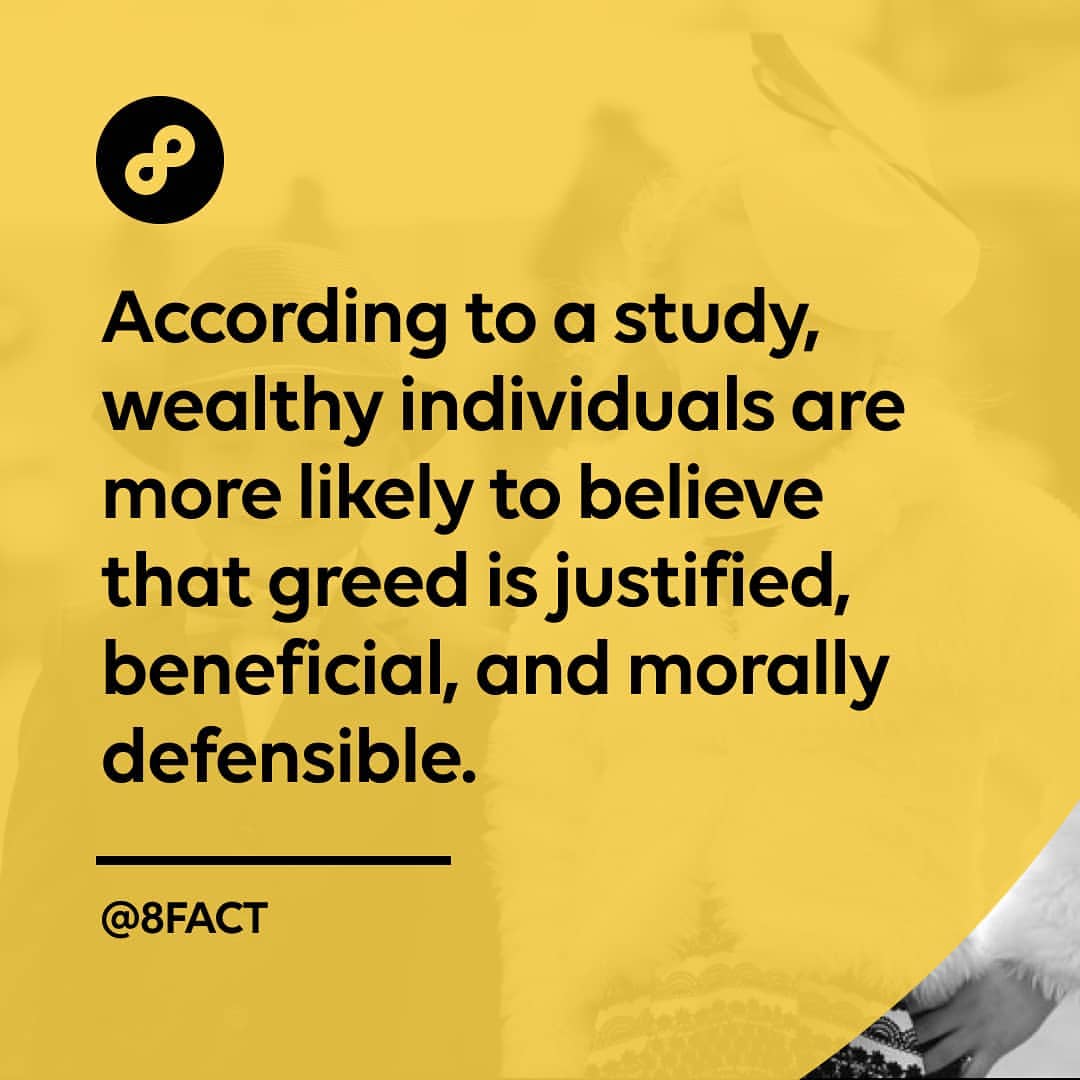 According to a study,
wealthy individuals are
more likely to believe
that greed is justified,
beneficial, and morally
defensible.
@8FACT